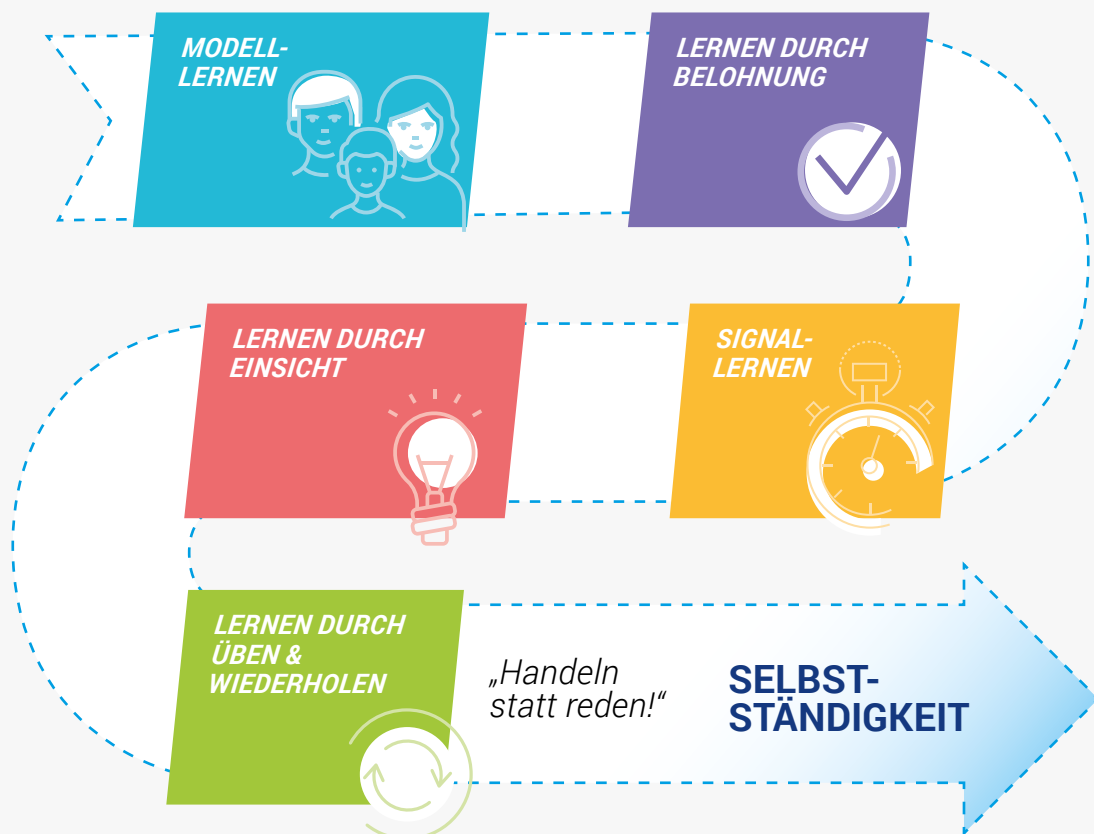 MODELL-
LERNEN
LERNEN DURCH
BELOHNUNG
SIGNAL-
LERNEN
LERNEN DURCH
EINSICHT
LERNEN DURCH
ÜBEN &
WIEDERHOLEN
„Handeln
statt reden!“
SELBST-
STÄNDIGKEIT